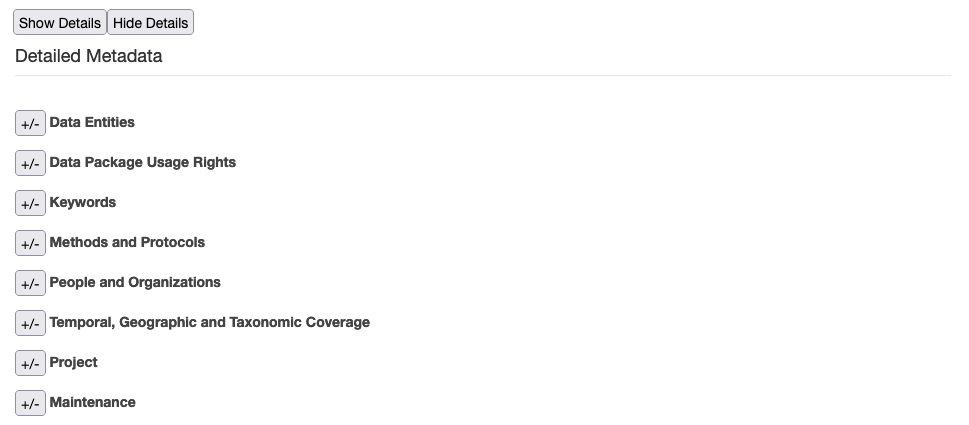 Show Details Hide Details
Detailed Metadata
+/- Data Entities
+/- Data Package Usage Rights
+/- Keywords
+/- Methods and Protocols
+/- People and Organizations
+/- Temporal, Geographic and Taxonomic Coverage
+/- Project
+/- Maintenance